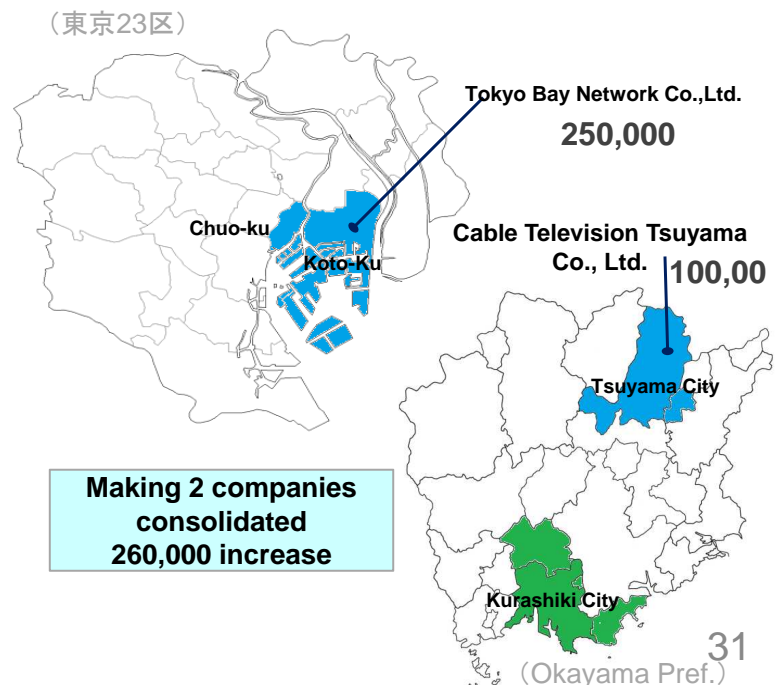 （東京23区）
Tokyo Bay Network Co.,Ltd.
250,000
Chuo-ku
Koto-Ku
Cable Television Tsuyama
Co., Ltd.
100,00
Tsuyama City
Making 2 companies
consolidated
260,000 increase
Kurashiki City
31
（Okayama Pref.）